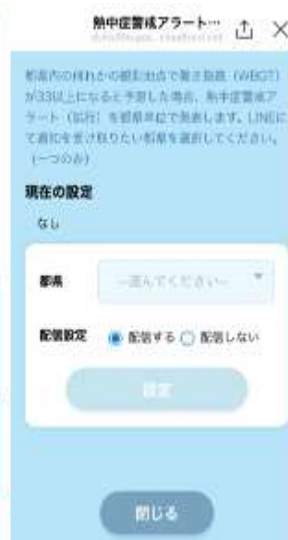 熱中症警戒アラート…
都県内の何れかの観測地点で暑さ指数（WBGT）
が33以上になると予測した場合、熱中症警戒ア
ラート（試行）を都県単位で発表します。LINEに
て通知を受け取りたい都県を選択してください。
（一つのみ）
現在の設定
なし
都県
--選んでください--
配信設定
配信する 配信しない
設定
閉じる